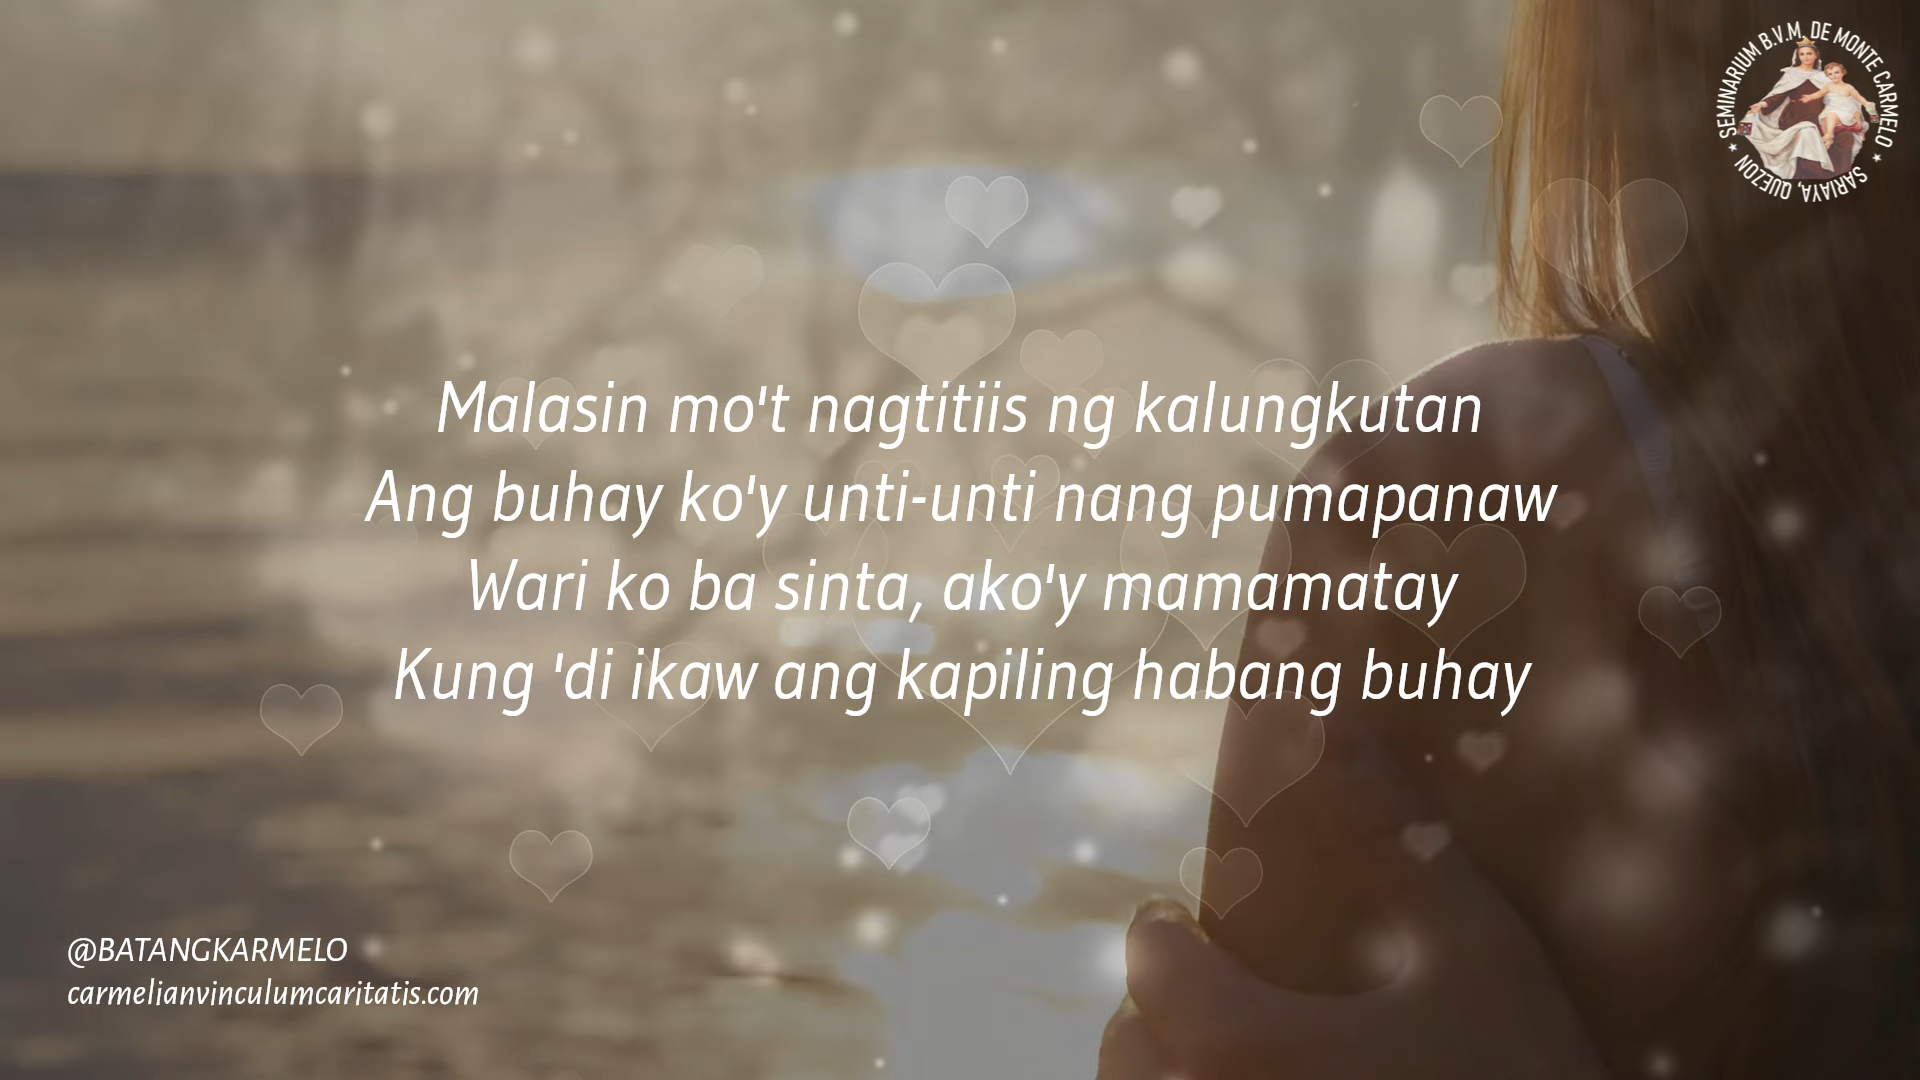 SEMINARIUM B.V.M. DE MONTE CARMELO
★ SARIAYA, QUEZON ★
Malasin mo't nagtitiis ng kalungkutan
Ang buhay ko'y unti-unti nang pumapanaw
Wari ko ba sinta, ako'y mamamatay
Kung 'di ikaw ang kapiling habang buhay
@BATANGKARMELO
carmelianvinculumcaritatis.com